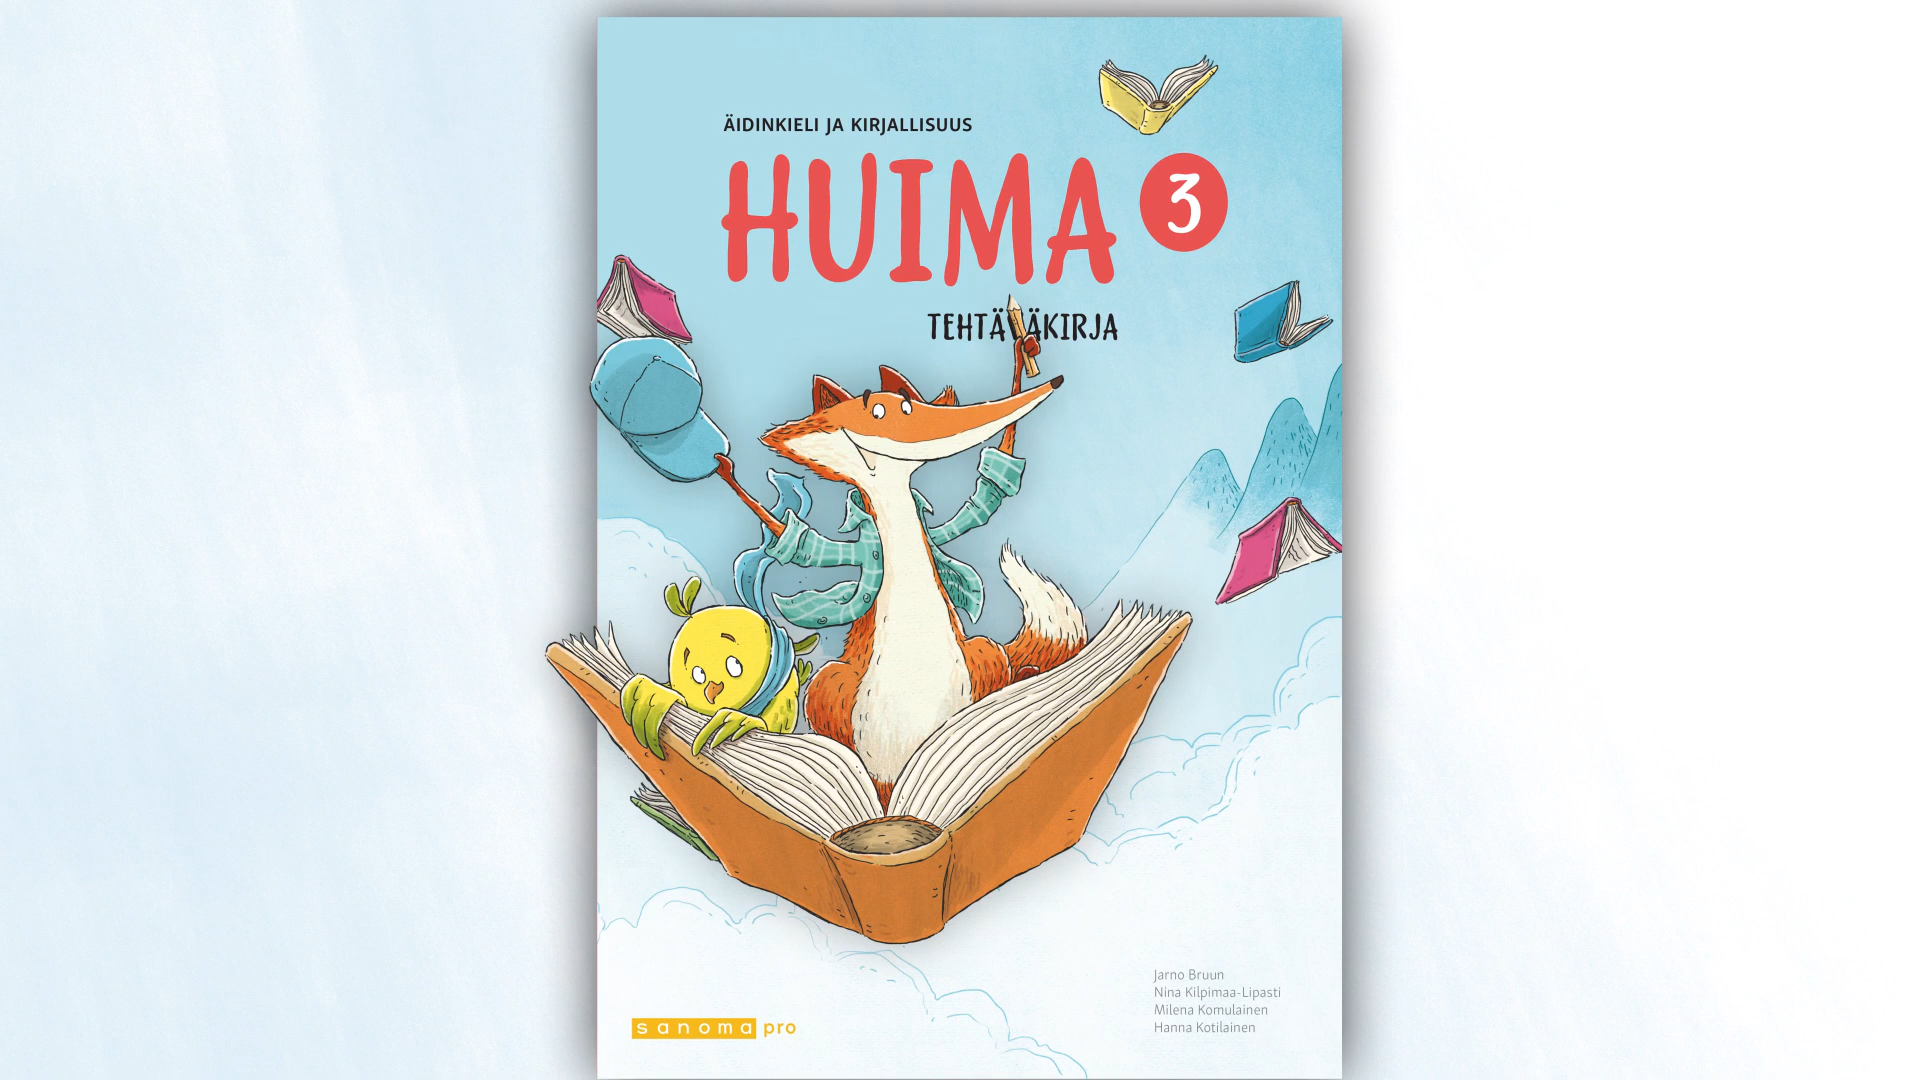 ÄIDINKIELI JA KIRJALLISUUS
HUIMA 3
TEHTÄVÄKIRJA
Jarno Bruun
Nina Kilpimaa-Lipasti
Milena Komulainen
Hanna Kotilainen
sanoma pro